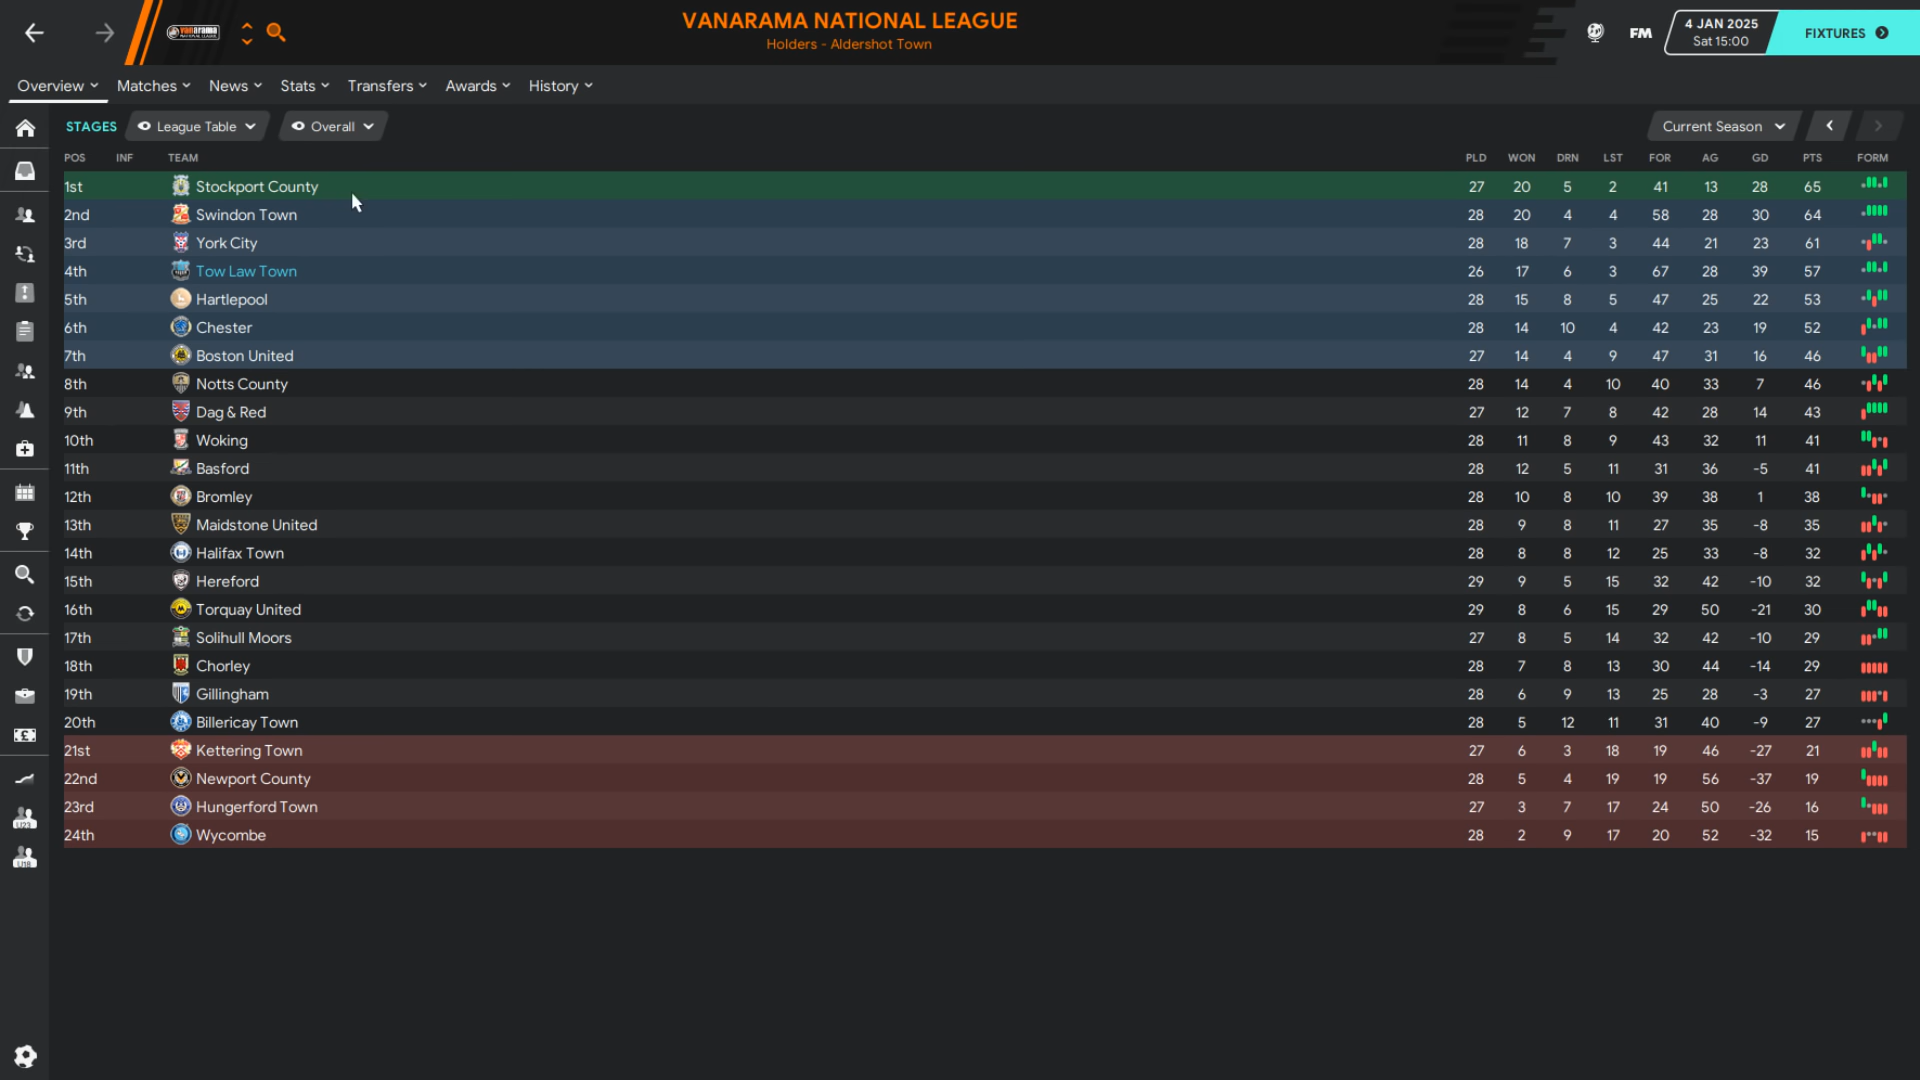 VANARAMA NATIONAL LEAGUE
Holders - Aldershot Town
vanarama
NATIONAL LEAGUE
FM
4 JAN 2025
Sat 15:00
FIXTURES
Overview Matches News Stats Transfers Awards History
STAGES League Table Overall Current Season
POS INF TEAM PLD WON DRN LST FOR AG GD PTS FORM
1st Stockport County 27 20 5 2 41 13 28 65
2nd Swindon Town 28 20 4 4 58 28 30 64
3rd York City 28 18 7 3 44 21 23 61
4th Tow Law Town 26 17 6 3 67 28 39 57
5th Hartlepool 28 15 8 5 47 25 22 53
6th Chester 28 14 10 4 42 23 19 52
7th Boston United 27 14 4 9 47 31 16 46
8th Notts County 28 14 4 10 40 33 7 46
9th Dag & Red 27 12 7 8 42 28 14 43
10th Woking 28 11 8 9 43 32 11 41
11th Basford 28 12 5 11 31 36 -5 41
12th Bromley 28 10 8 10 39 38 1 38
13th Maidstone United 28 9 8 11 27 35 -8 35
14th Halifax Town 28 8 8 12 25 33 -8 32
15th Hereford 29 9 5 15 32 42 -10 32
16th Torquay United 29 8 6 15 29 50 -21 30
17th Solihull Moors 27 8 5 14 32 42 -10 29
18th Chorley 28 7 8 13 30 44 -14 29
19th Gillingham 28 6 9 13 25 28 -3 27
20th Billericay Town 28 5 12 11 31 40 -9 27
21st Kettering Town 27 6 3 18 19 46 -27 21
22nd Newport County 28 5 4 19 19 56 -37 19
23rd Hungerford Town 27 3 7 17 24 50 -26 16
24th Wycombe 28 2 9 17 20 52 -32 15
U23
U18